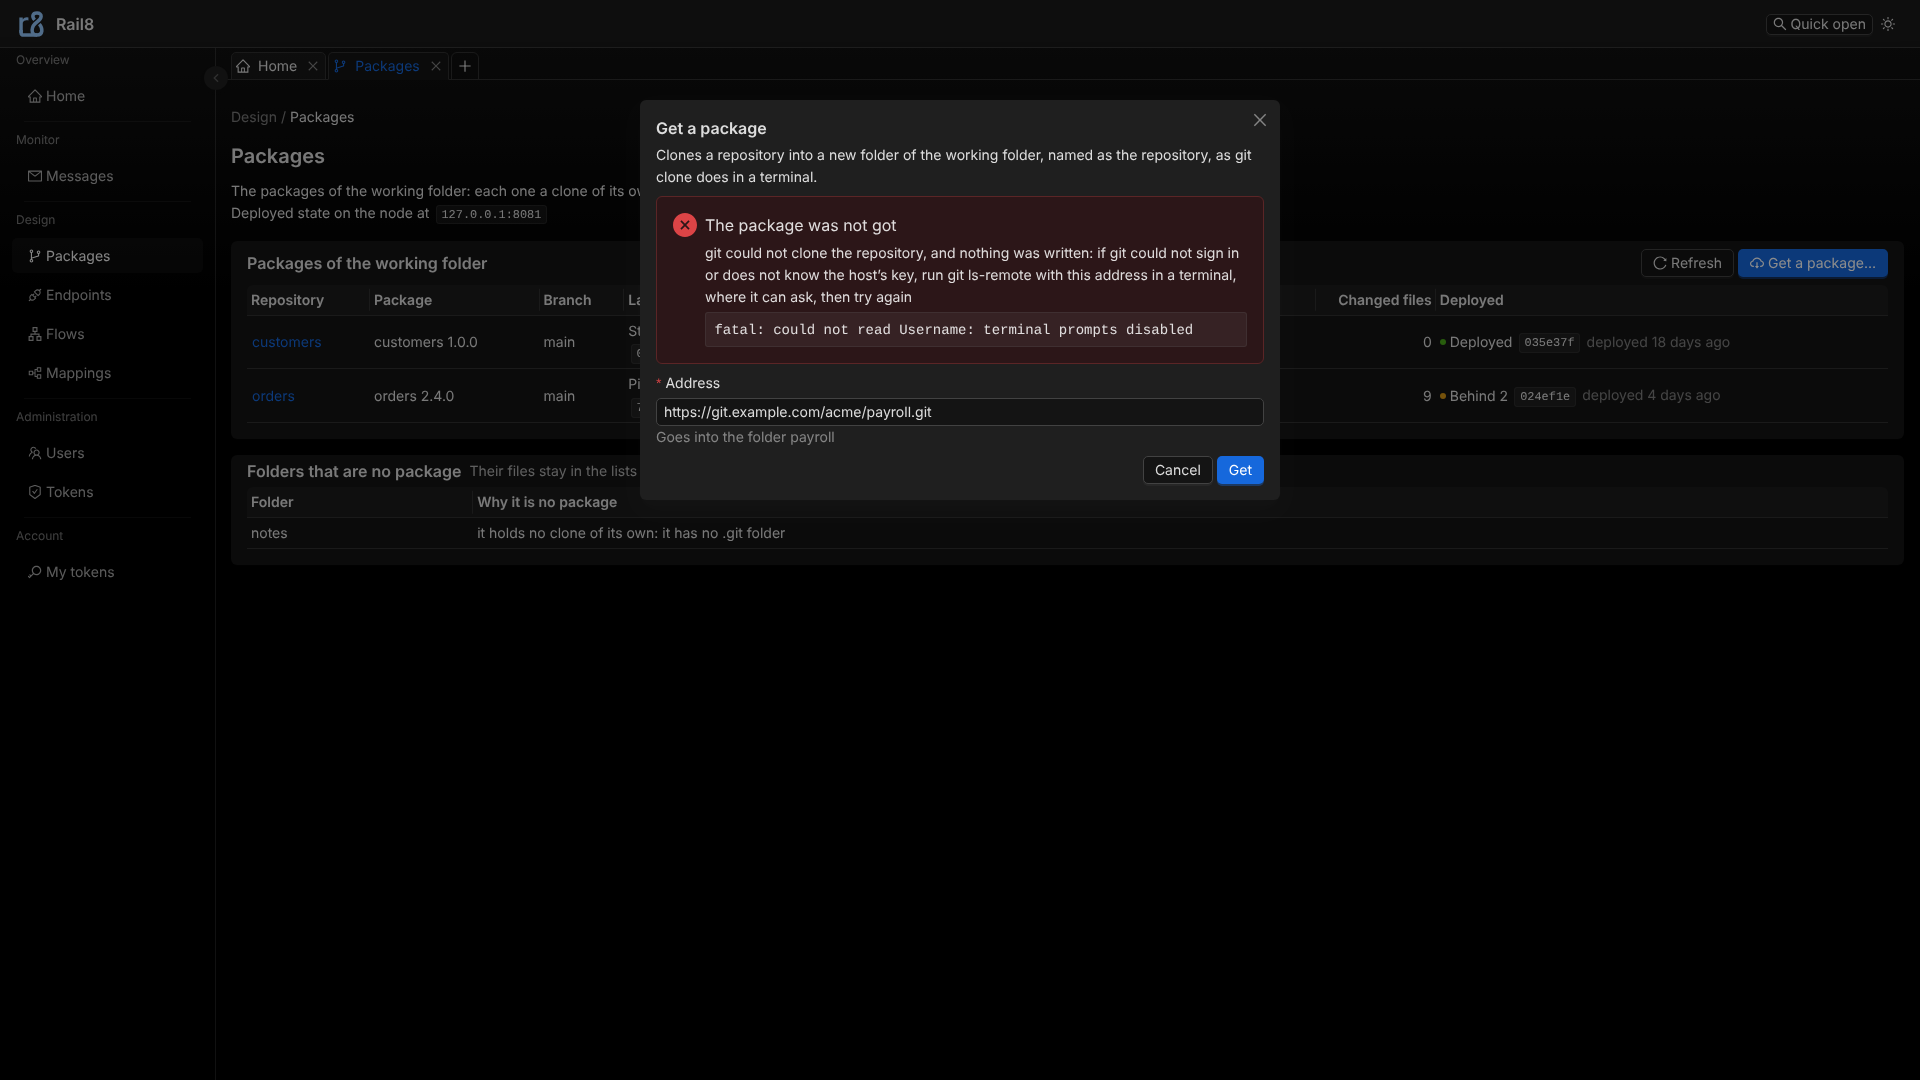 r8 Rail8
Quick open
Overview
Home
Monitor
Messages
Design
Packages
Endpoints
Flows
Mappings
Administration
Users
Tokens
Account
My tokens
Home
Packages
Design / Packages
Packages
The packages of the working folder: each one a clone of its
Deployed state on the node at 127.0.0.1:8081
Packages of the working folder
Refresh
Get a package...
Repository Package Branch Changed files Deployed
customers customers 1.0.0 main 0 Deployed 035e37f deployed 18 days ago
orders orders 2.4.0 main 9 Behind 2 024ef1e deployed 4 days ago
Folders that are no package Their files stay in the lists
Folder Why it is no package
notes it holds no clone of its own: it has no .git folder
Get a package
Clones a repository into a new folder of the working folder, named as the repository, as git
clone does in a terminal.
The package was not got
git could not clone the repository, and nothing was written: if git could not sign in
or does not know the host’s key, run git ls-remote with this address in a terminal,
where it can ask, then try again
fatal: could not read Username: terminal prompts disabled
* Address
https://git.example.com/acme/payroll.git
Goes into the folder payroll
Cancel
Get